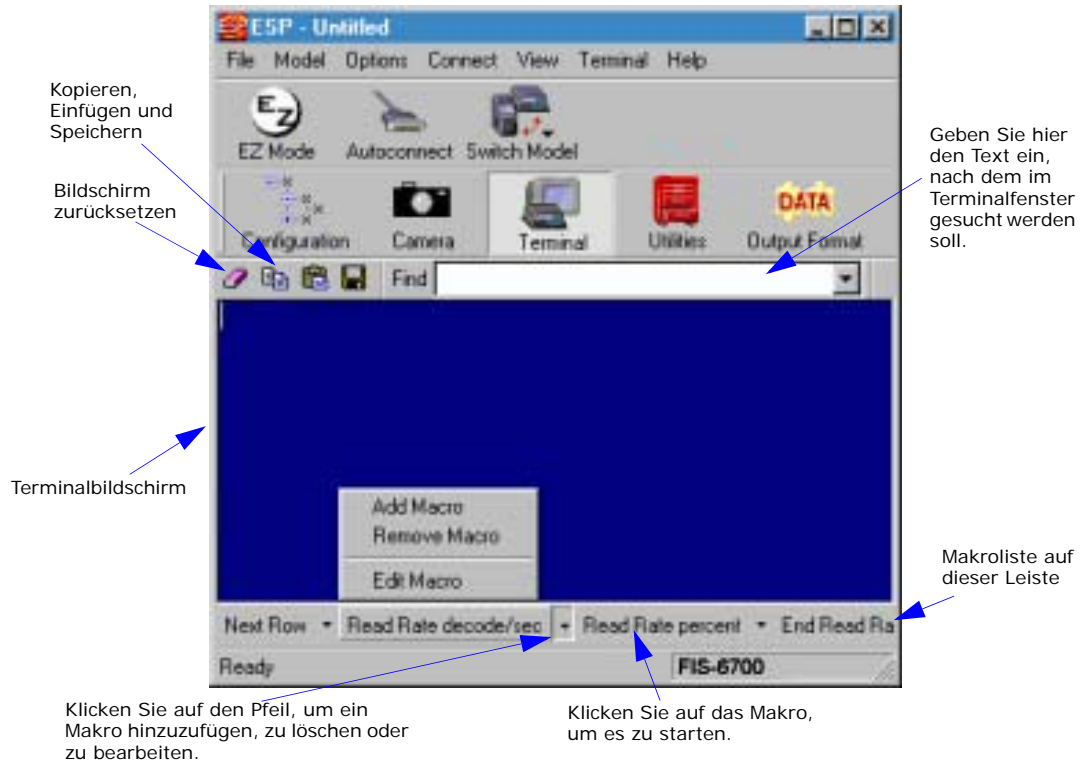 ESP - Untitled
File Model Options Connect View Terminal Help
Kopieren,
Einfügen und
Speichern
EZ
EZ Mode Autoconnect Switch Model
Geben Sie hier
den Text ein,
nach dem im
Terminalfenster
gesucht werden
soll.
Bildschirm
zurücksetzen
DATA
Configuration Camera Terminal Utilities Output Format
Find
Terminalbildschirm
Add Macro
Remove Macro
Edit Macro
Makroliste auf
dieser Leiste
Next Row Read Rate decode/sec Read Rate percent End Read Ra
Ready FIS-6700
Klicken Sie auf den Pfeil, um ein
Makro hinzuzufügen, zu löschen oder
zu bearbeiten.
Klicken Sie auf das Makro,
um es zu starten.